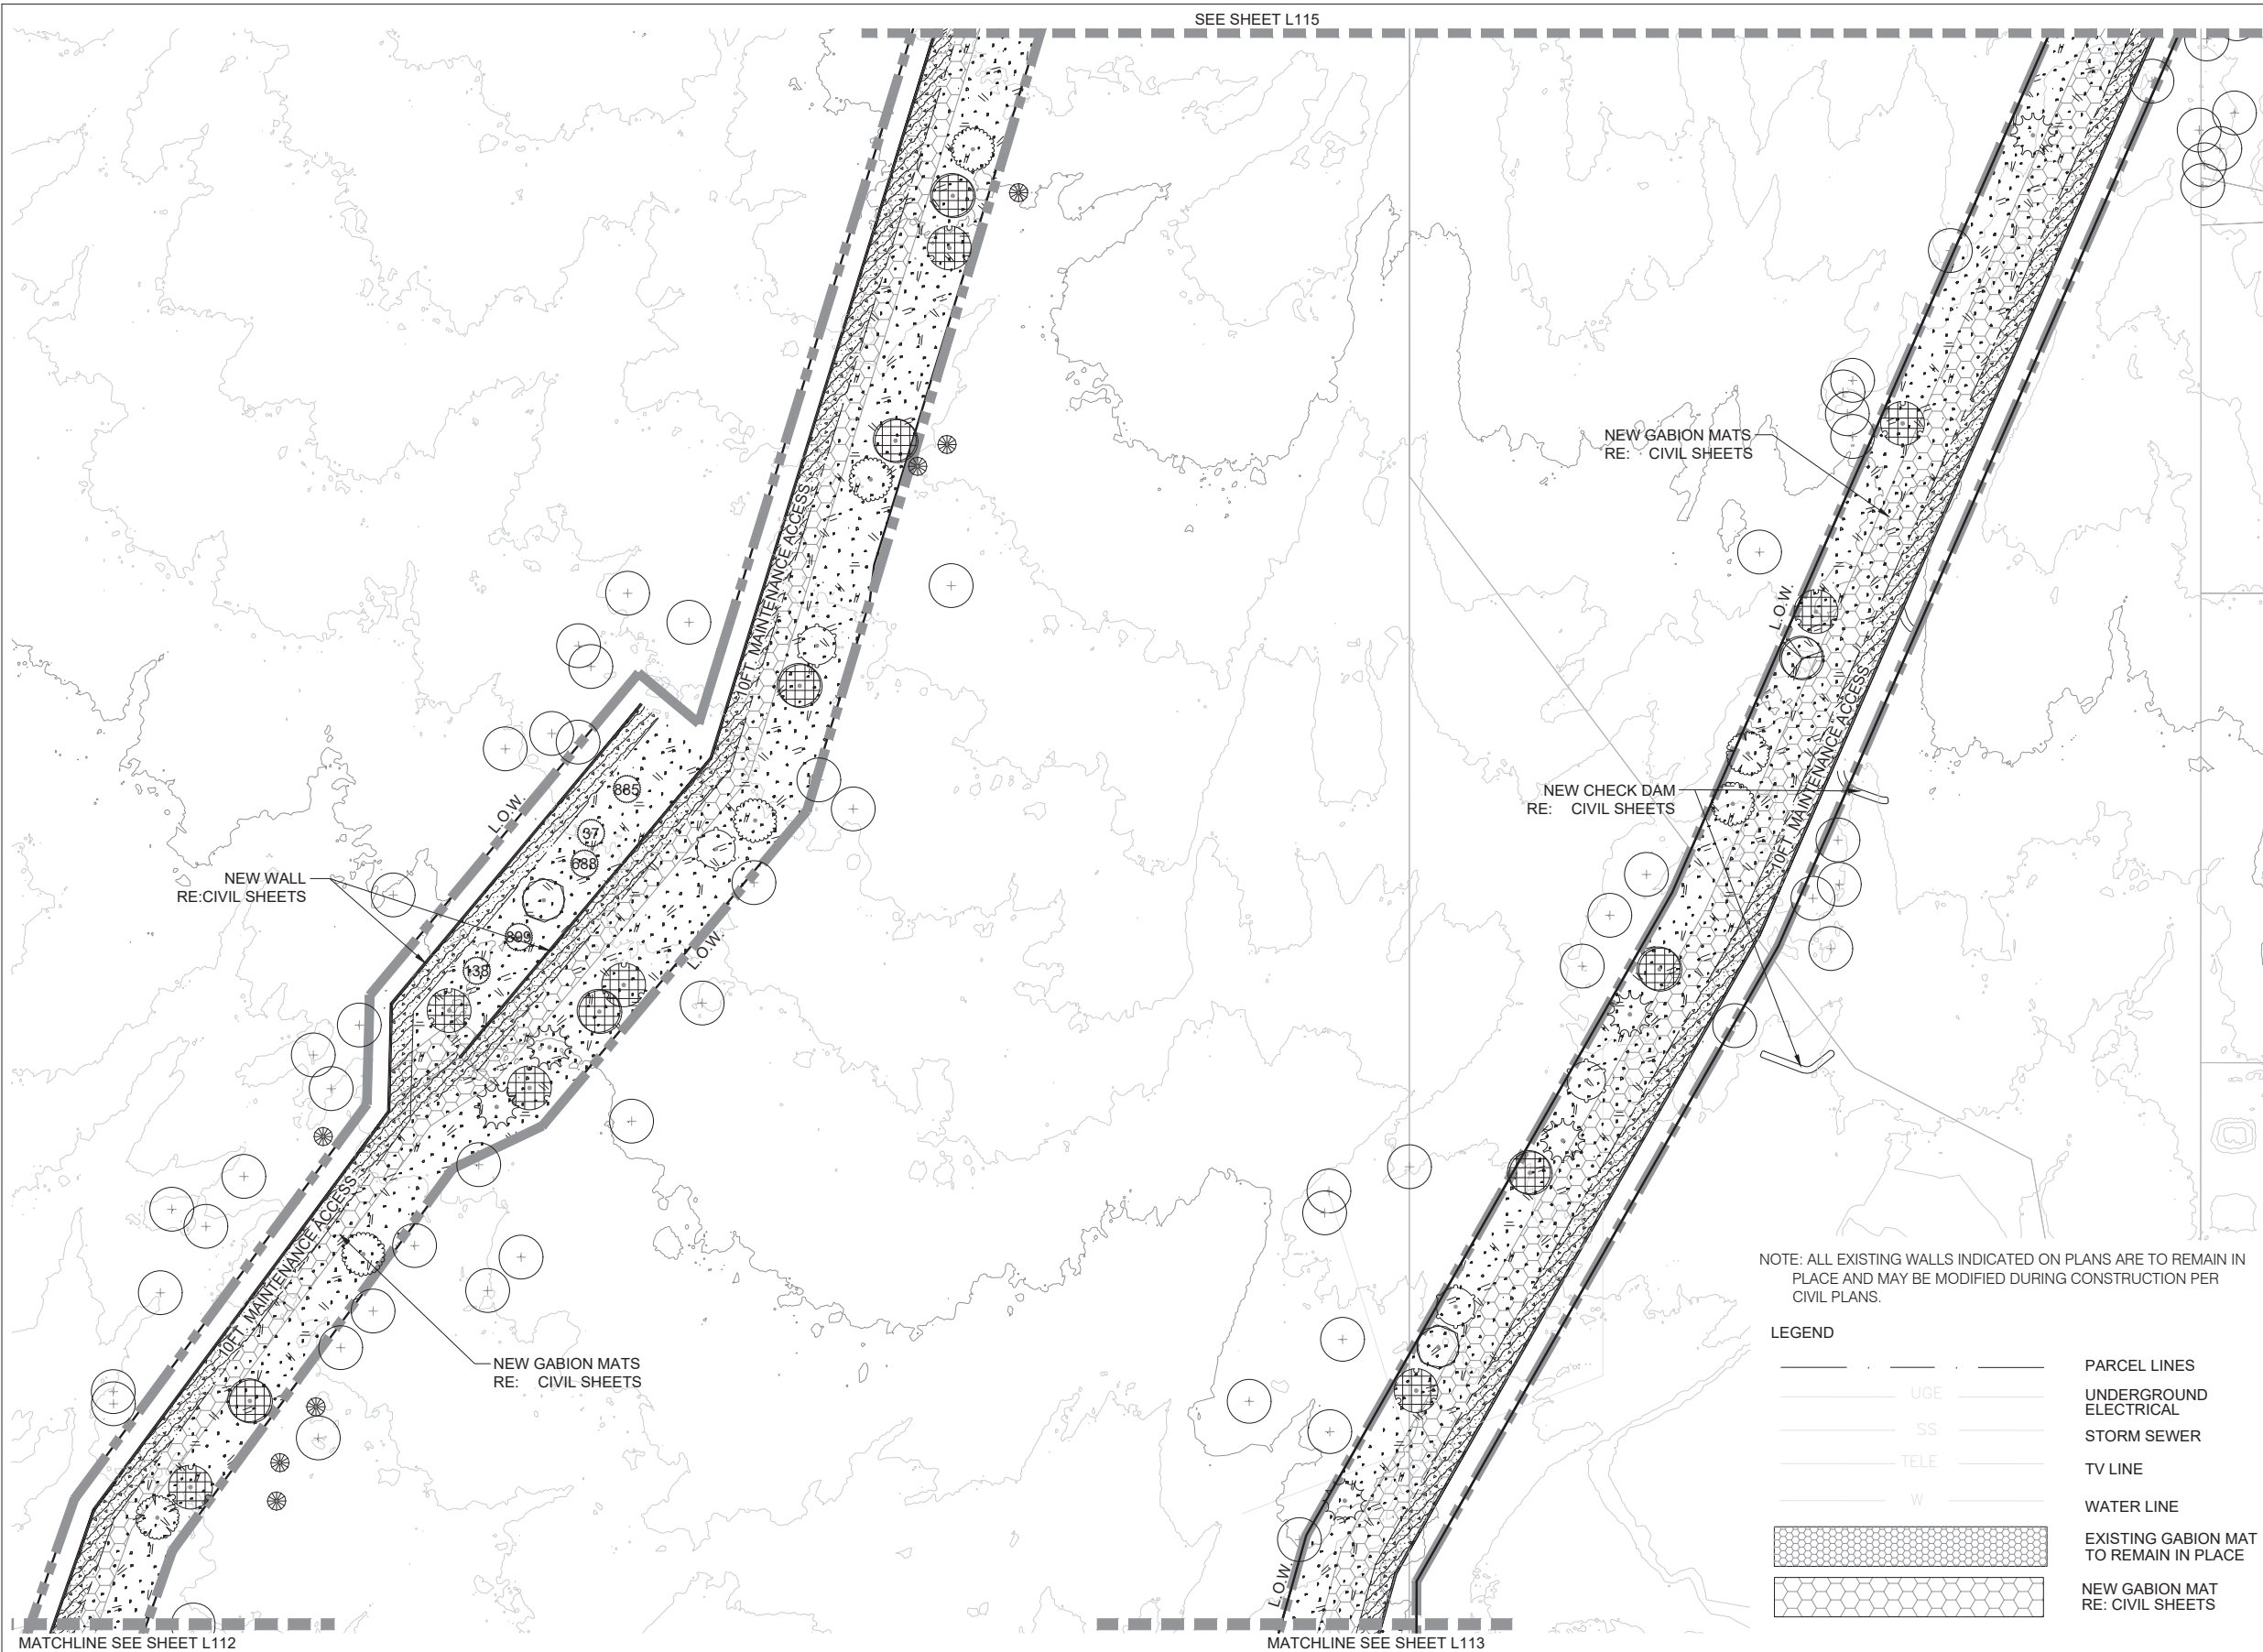 SEE SHEET L115
NEW GABION MATS
RE: CIVIL SHEETS
10FT. MAINTENANCE ACCESS
L.O.W.
L.O.W.
NEW CHECK DAM
RE: CIVIL SHEETS
10FT. MAINTENANCE ACCESS
885
37
688
899
138
NEW WALL
RE:CIVIL SHEETS
L.O.W.
10FT. MAINTENANCE ACCESS
NEW GABION MATS
RE: CIVIL SHEETS
L.O.W.
NOTE: ALL EXISTING WALLS INDICATED ON PLANS ARE TO REMAIN IN
PLACE AND MAY BE MODIFIED DURING CONSTRUCTION PER
CIVIL PLANS.
LEGEND
PARCEL LINES
UGE
UNDERGROUND
ELECTRICAL
SS
STORM SEWER
TELE
TV LINE
W
WATER LINE
EXISTING GABION MAT
TO REMAIN IN PLACE
NEW GABION MAT
RE: CIVIL SHEETS
MATCHLINE SEE SHEET L112
MATCHLINE SEE SHEET L113